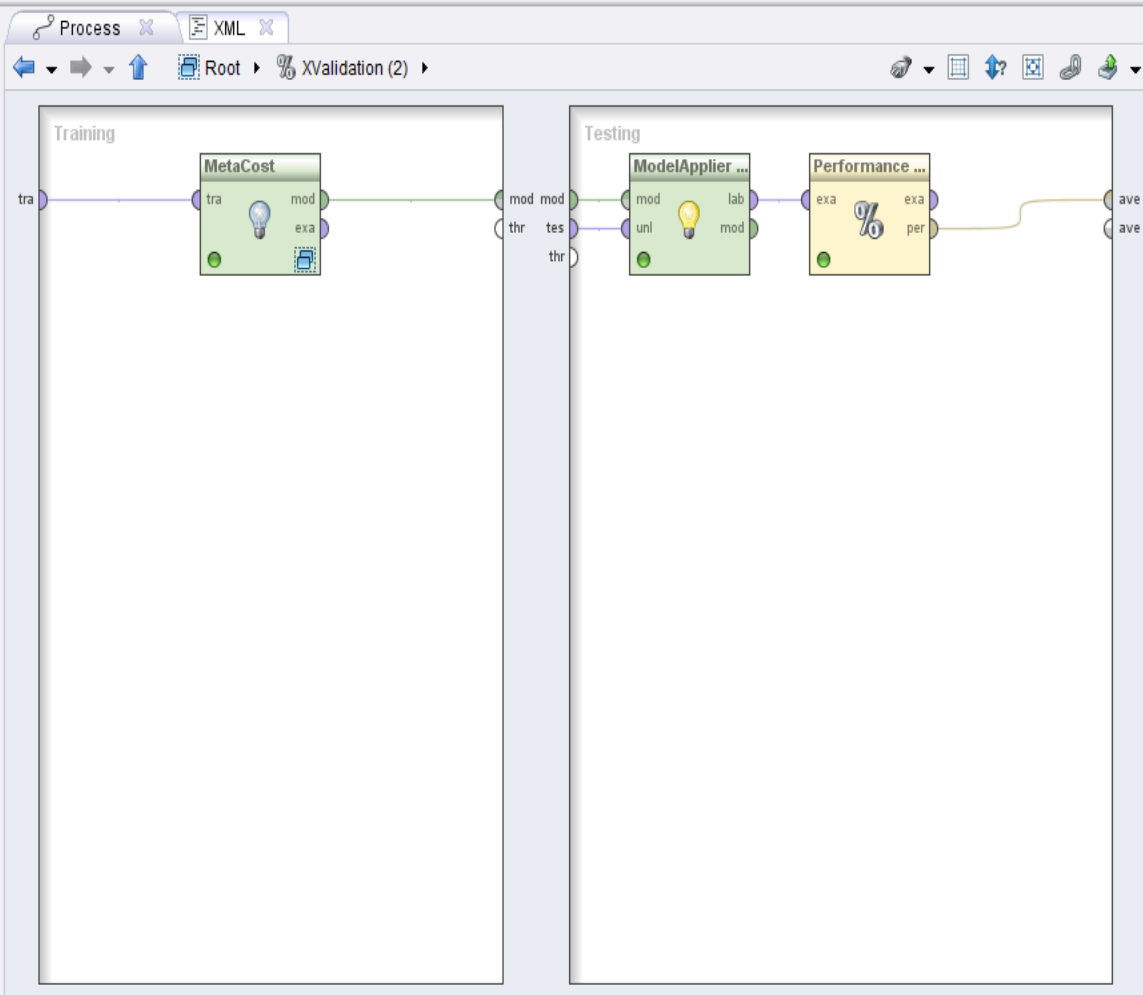 Process XML
Root XValidation (2)
Training Testing
MetaCost ModelApplier ... Performance ...
tra tra mod mod mod mod lab exa exa ave
exa thr tes unl mod per ave
thr